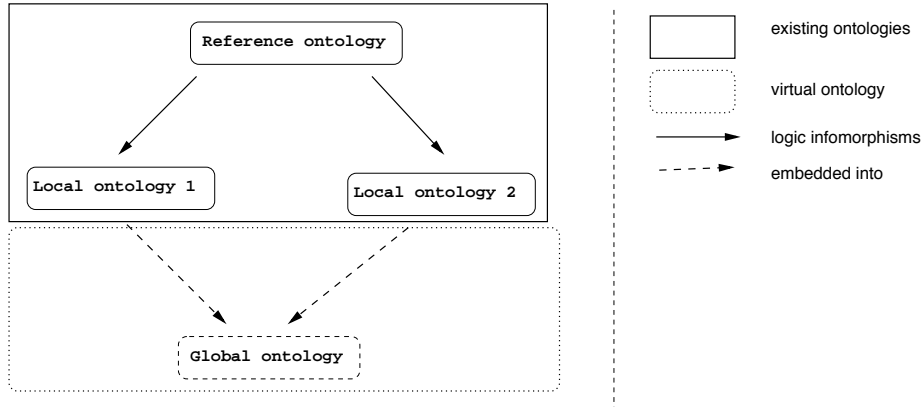 Reference ontology
Local ontology 1
Local ontology 2
Global ontology
existing ontologies
virtual ontology
logic infomorphisms
embedded into